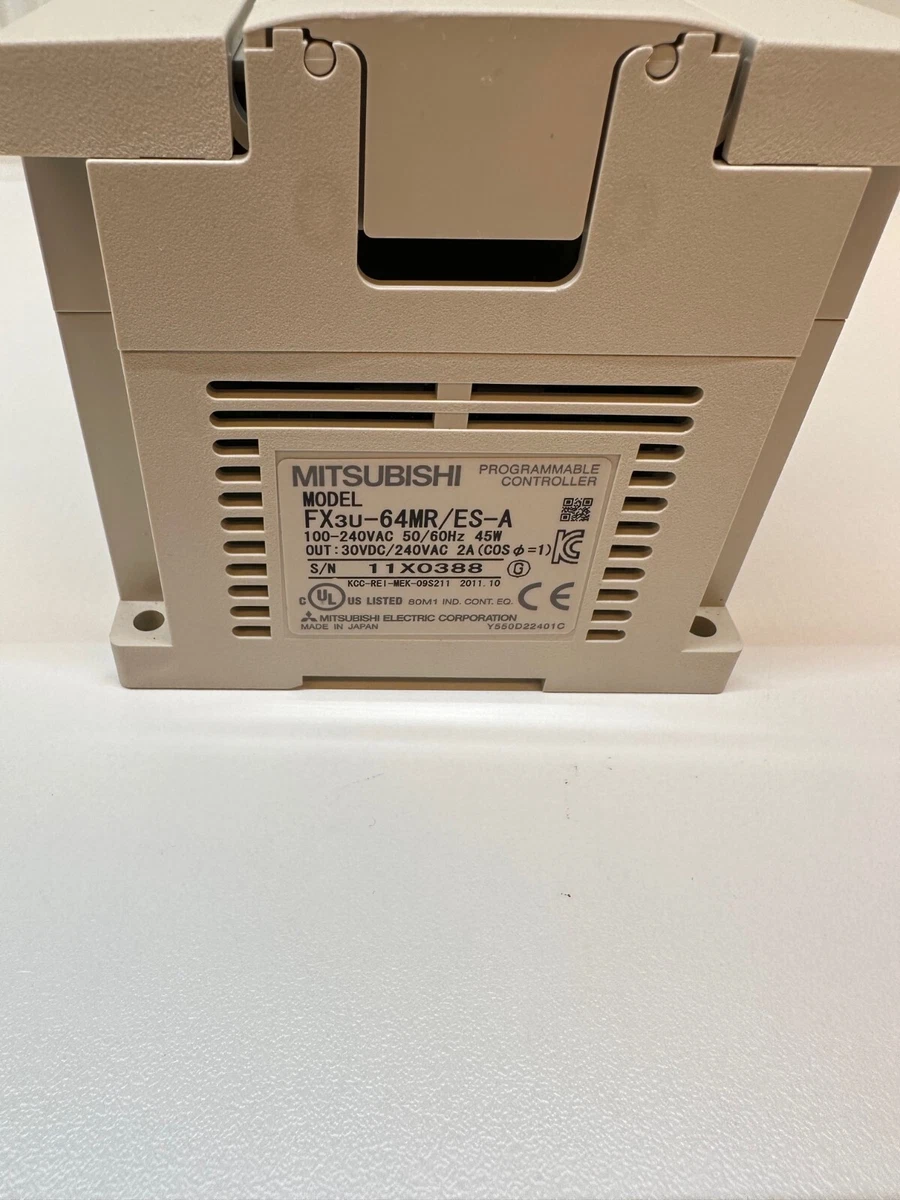 MITSUBISHI
PROGRAMMABLE
CONTROLLER
MODEL
FX3U-64MR/ES-A
100-240VAC 50/60Hz 45W
OUT:30VDC/240VAC 2A(COSφ=1)
S/N 11X0388 G
KCC-REI-MEK-09S211 2011.10
C UL US LISTED 80M1 IND. CONT. EQ. CE
MITSUBISHI ELECTRIC CORPORATION
MADE IN JAPAN Y550D22401C